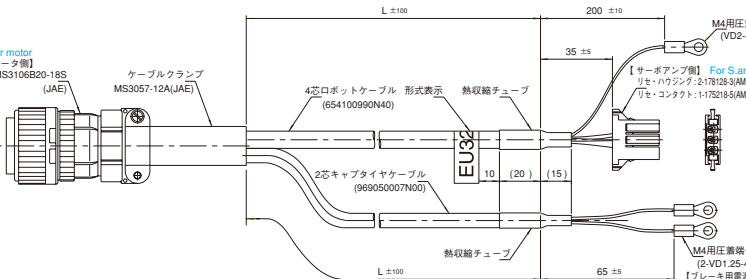 L ±100
200 ±10
M4用圧
(VD2-
r motor
ータ側】
MS3106B20-18S
(JAE)
ケーブルクランプ
MS3057-12A(JAE)
35 ±5
【 サーボアンプ側】 For S.am
リセ・ハウジング : 2-178128-3(AM
リセ・コンタクト : 1-175218-5(AM
4芯ロボットケーブル 形式表示
(654100990N40)
熱収縮チューブ
EU32
10
(20 )
(15 )
2芯キャプタイヤケーブル
(969050007N00)
熱収縮チューブ
M4用圧着端
(2-VD1.25-4
L ±100
65 ±5
【ブレーキ用電源